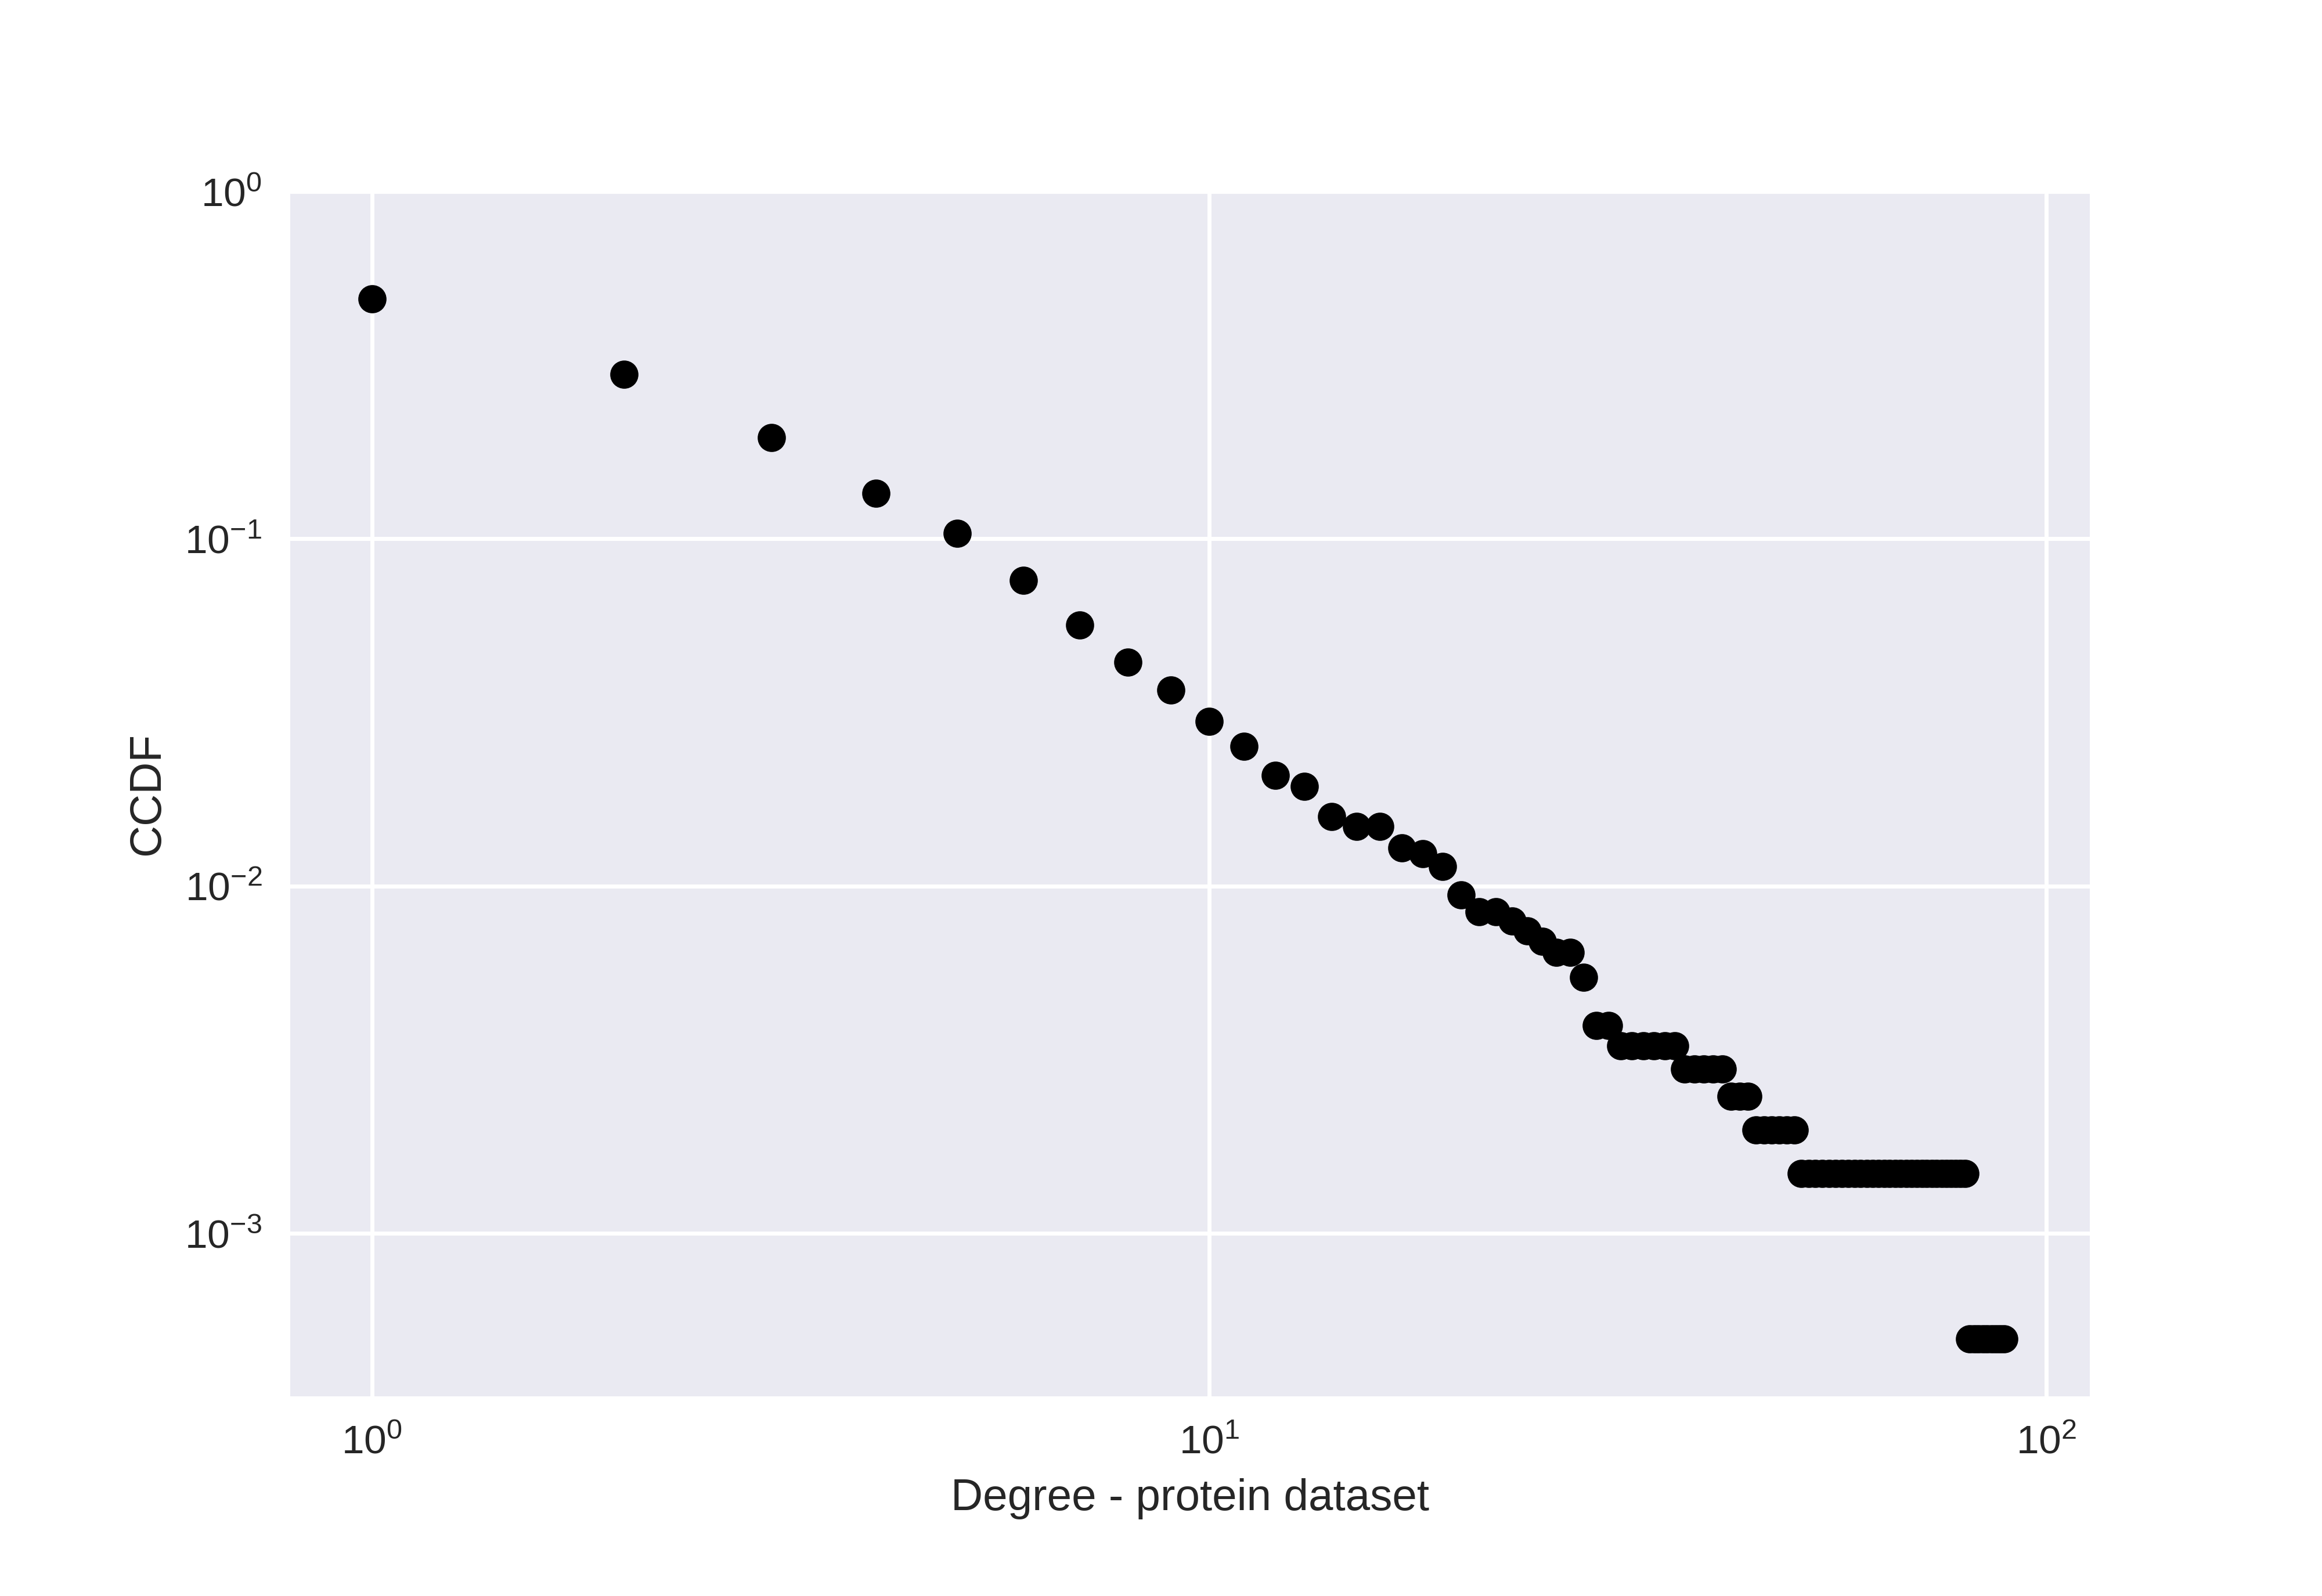 10⁰
10⁻¹
10⁻²
10⁻³
CCDF
10⁰ 10¹ 10²
Degree - protein dataset